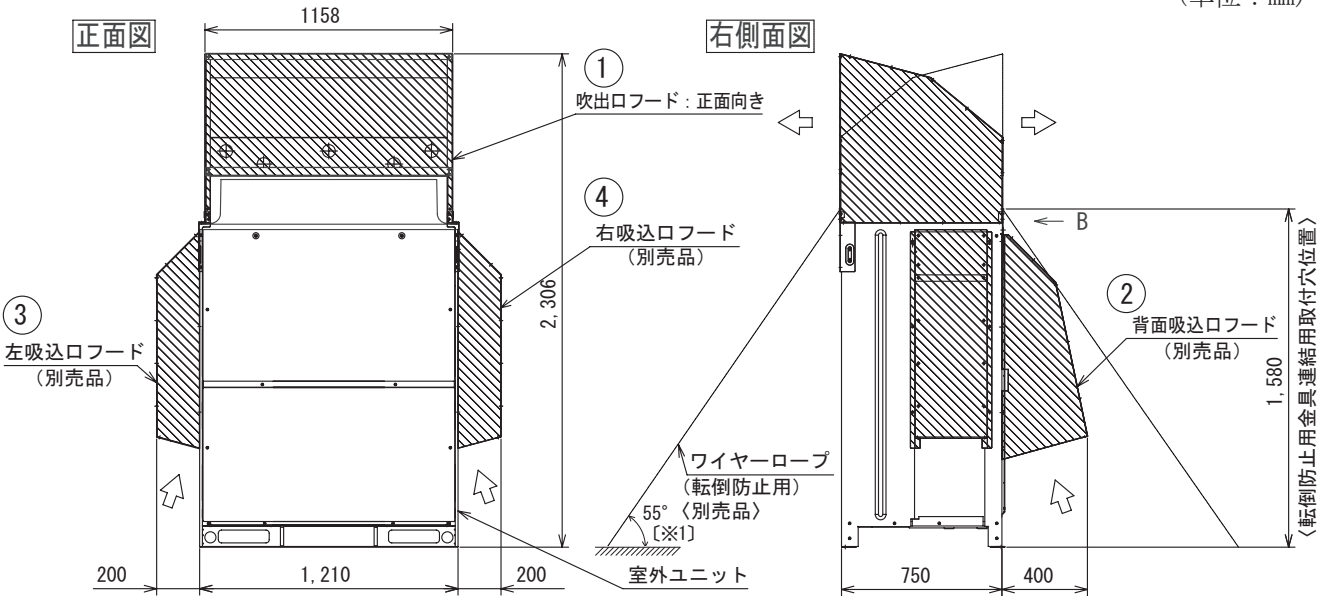 (単位：mm)
正面図
1158
右側面図
①
吹出口フード：正面向き
④
右吸込口フード
(別売品)
2,306
③
左吸込口フード
(別売品)
B
②
背面吸込口フード
(別売品)
1,580
〈転倒防止用金具連結用取付穴位置〉
ワイヤーロープ
(転倒防止用)
〈別売品〉
55°
[※1]
室外ユニット
200
1,210
200
750
400